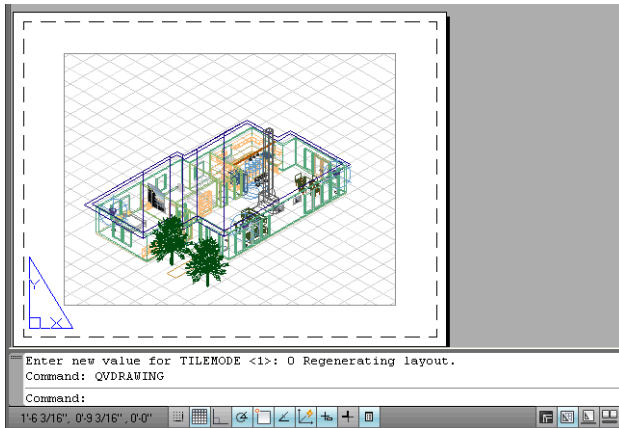 Y
X
Enter new value for TILEMODE <1>: 0 Regenerating layout.
Command: QVDRAWING
Command:
1'-6 3/16", 0'-9 3/16" , 0'-0"